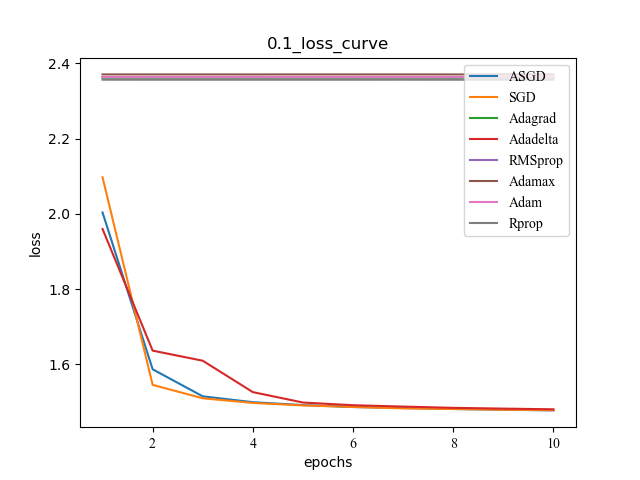 0.1_loss_curve
2.4
2.2
2.0
1.8
1.6
loss
2
4
6
8
10
epochs
ASGD
SGD
Adagrad
Adadelta
RMSprop
Adamax
Adam
Rprop